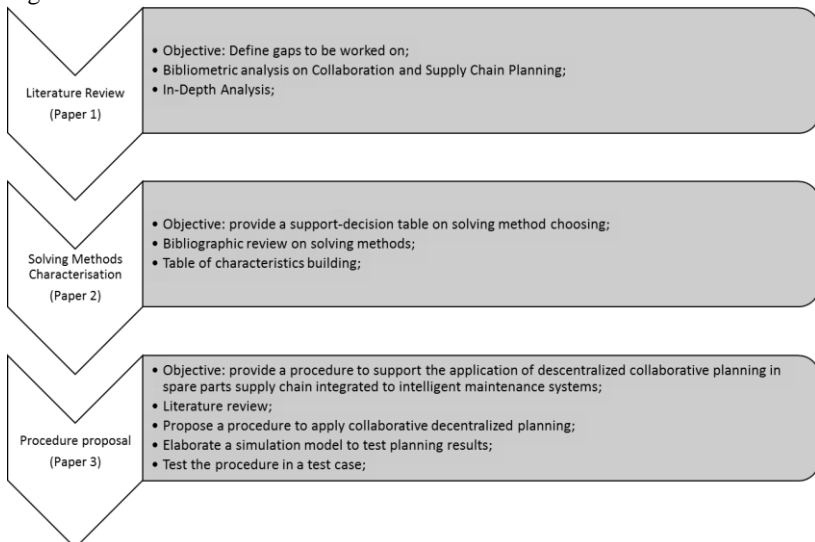 Literature Review
(Paper 1)
• Objective: Define gaps to be worked on;
• Bibliometric analysis on Collaboration and Supply Chain Planning;
• In-Depth Analysis;
Solving Methods
Characterisation
(Paper 2)
• Objective: provide a support-decision table on solving method choosing;
• Bibliographic review on solving methods;
• Table of characteristics building;
Procedure proposal
(Paper 3)
• Objective: provide a procedure to support the application of descentralized collaborative planning in
spare parts supply chain integrated to intelligent maintenance systems;
• Literature review;
• Propose a procedure to apply collaborative decentralized planning;
• Elaborate a simulation model to test planning results;
• Test the procedure in a test case;